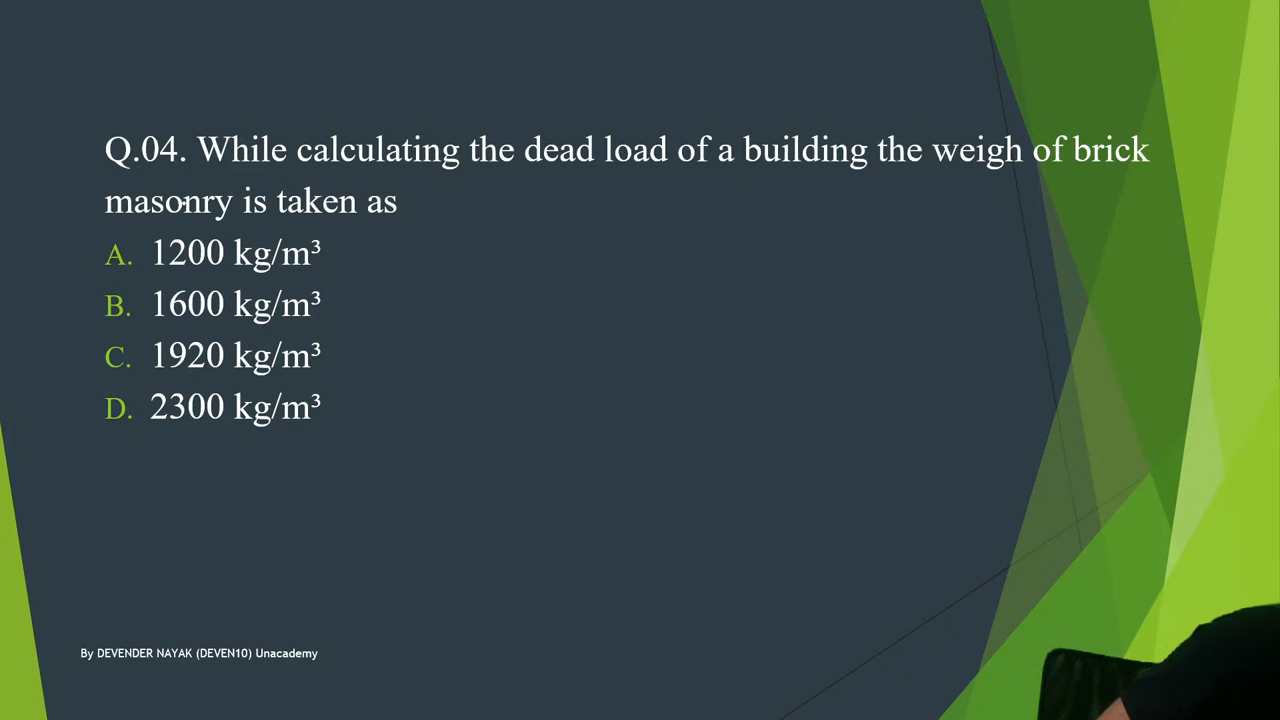 Q.04. While calculating the dead load of a building the weigh of brick
masonry is taken as
A. 1200 kg/m³
B. 1600 kg/m³
C. 1920 kg/m³
D. 2300 kg/m³
By DEVENDER NAYAK (DEVEN10) Unacademy